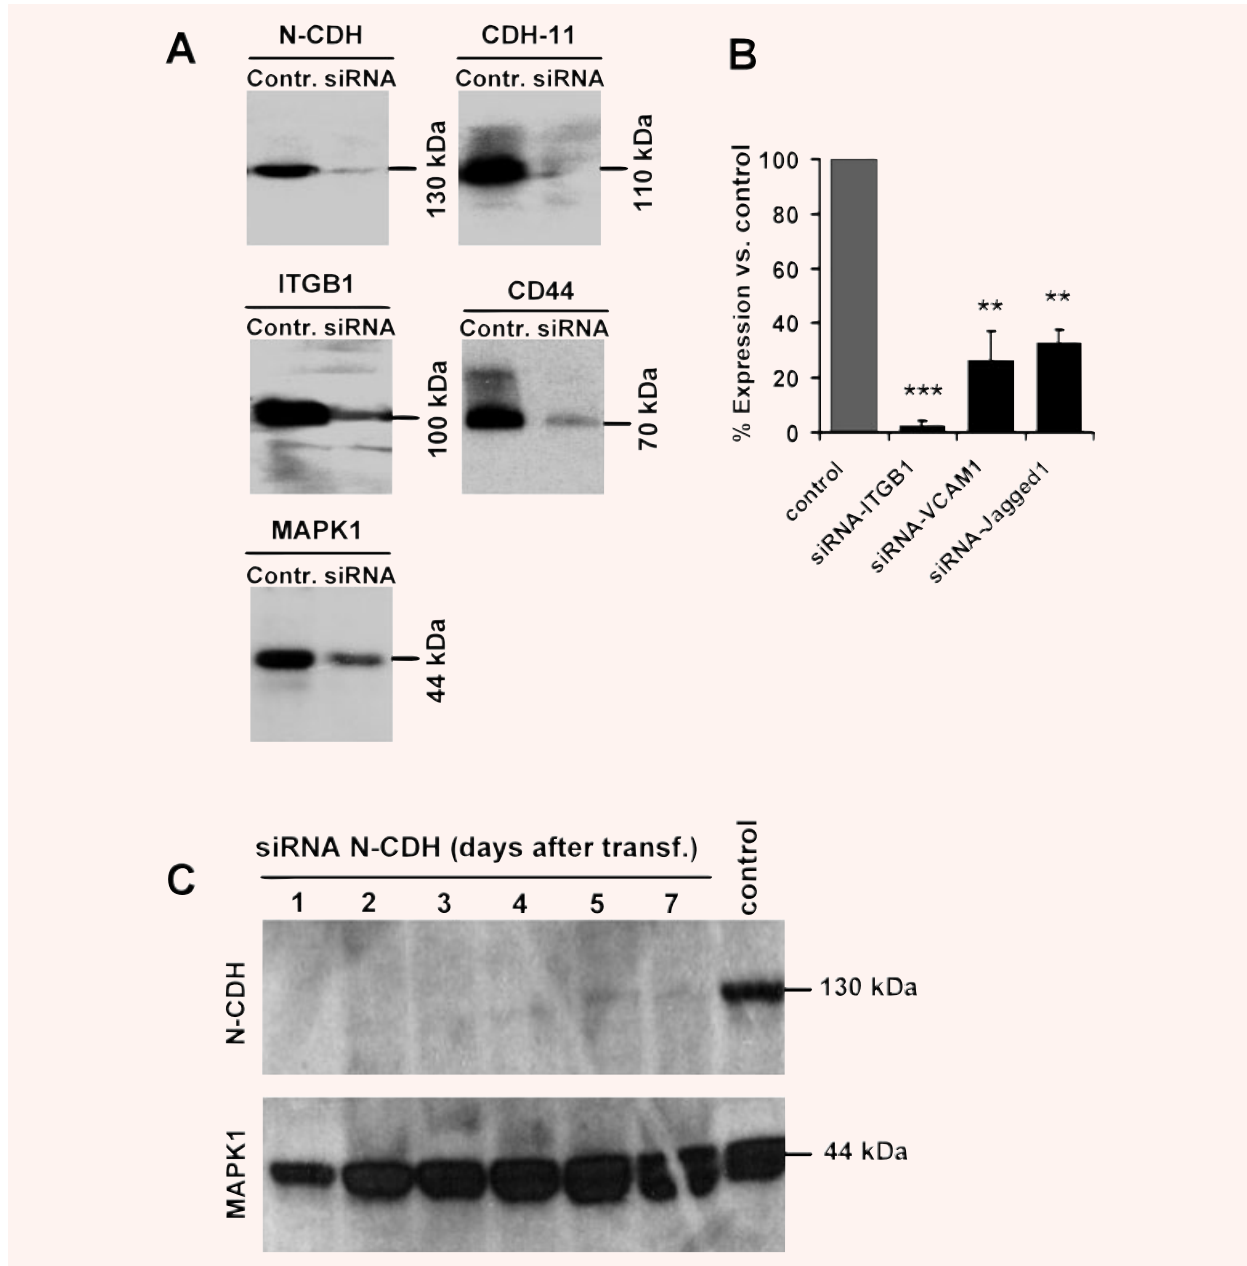 A
N-CDH
Contr. siRNA
130 kDa
CDH-11
Contr. siRNA
110 kDa
ITGB1
Contr. siRNA
100 kDa
CD44
Contr. siRNA
70 kDa
MAPK1
Contr. siRNA
44 kDa
B
% Expression vs. control
100
80
60
40
20
0
***
**
**
control
siRNA-ITGB1
siRNA-VCAM1
siRNA-Jagged1
C
siRNA N-CDH (days after transf.)
control
1 2 3 4 5 7
N-CDH
130 kDa
MAPK1
44 kDa